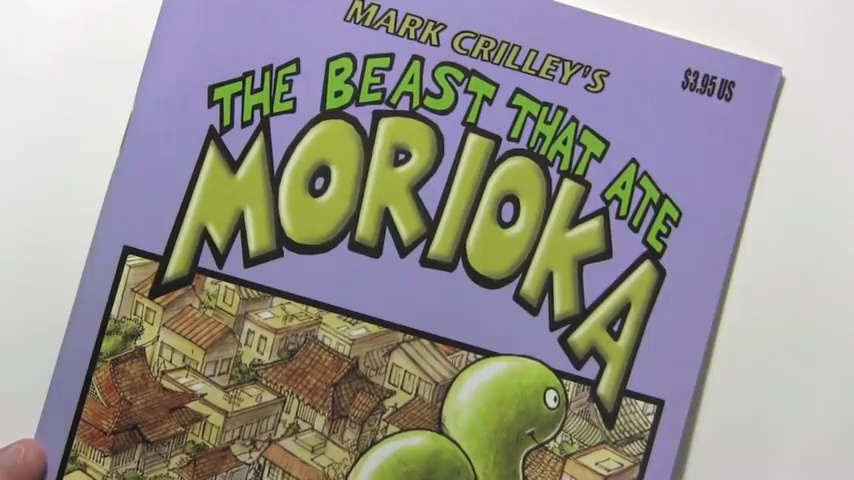 MARK CRILLEY'S
$3.95 US
THE BEAST THAT ATE
MORIOKA